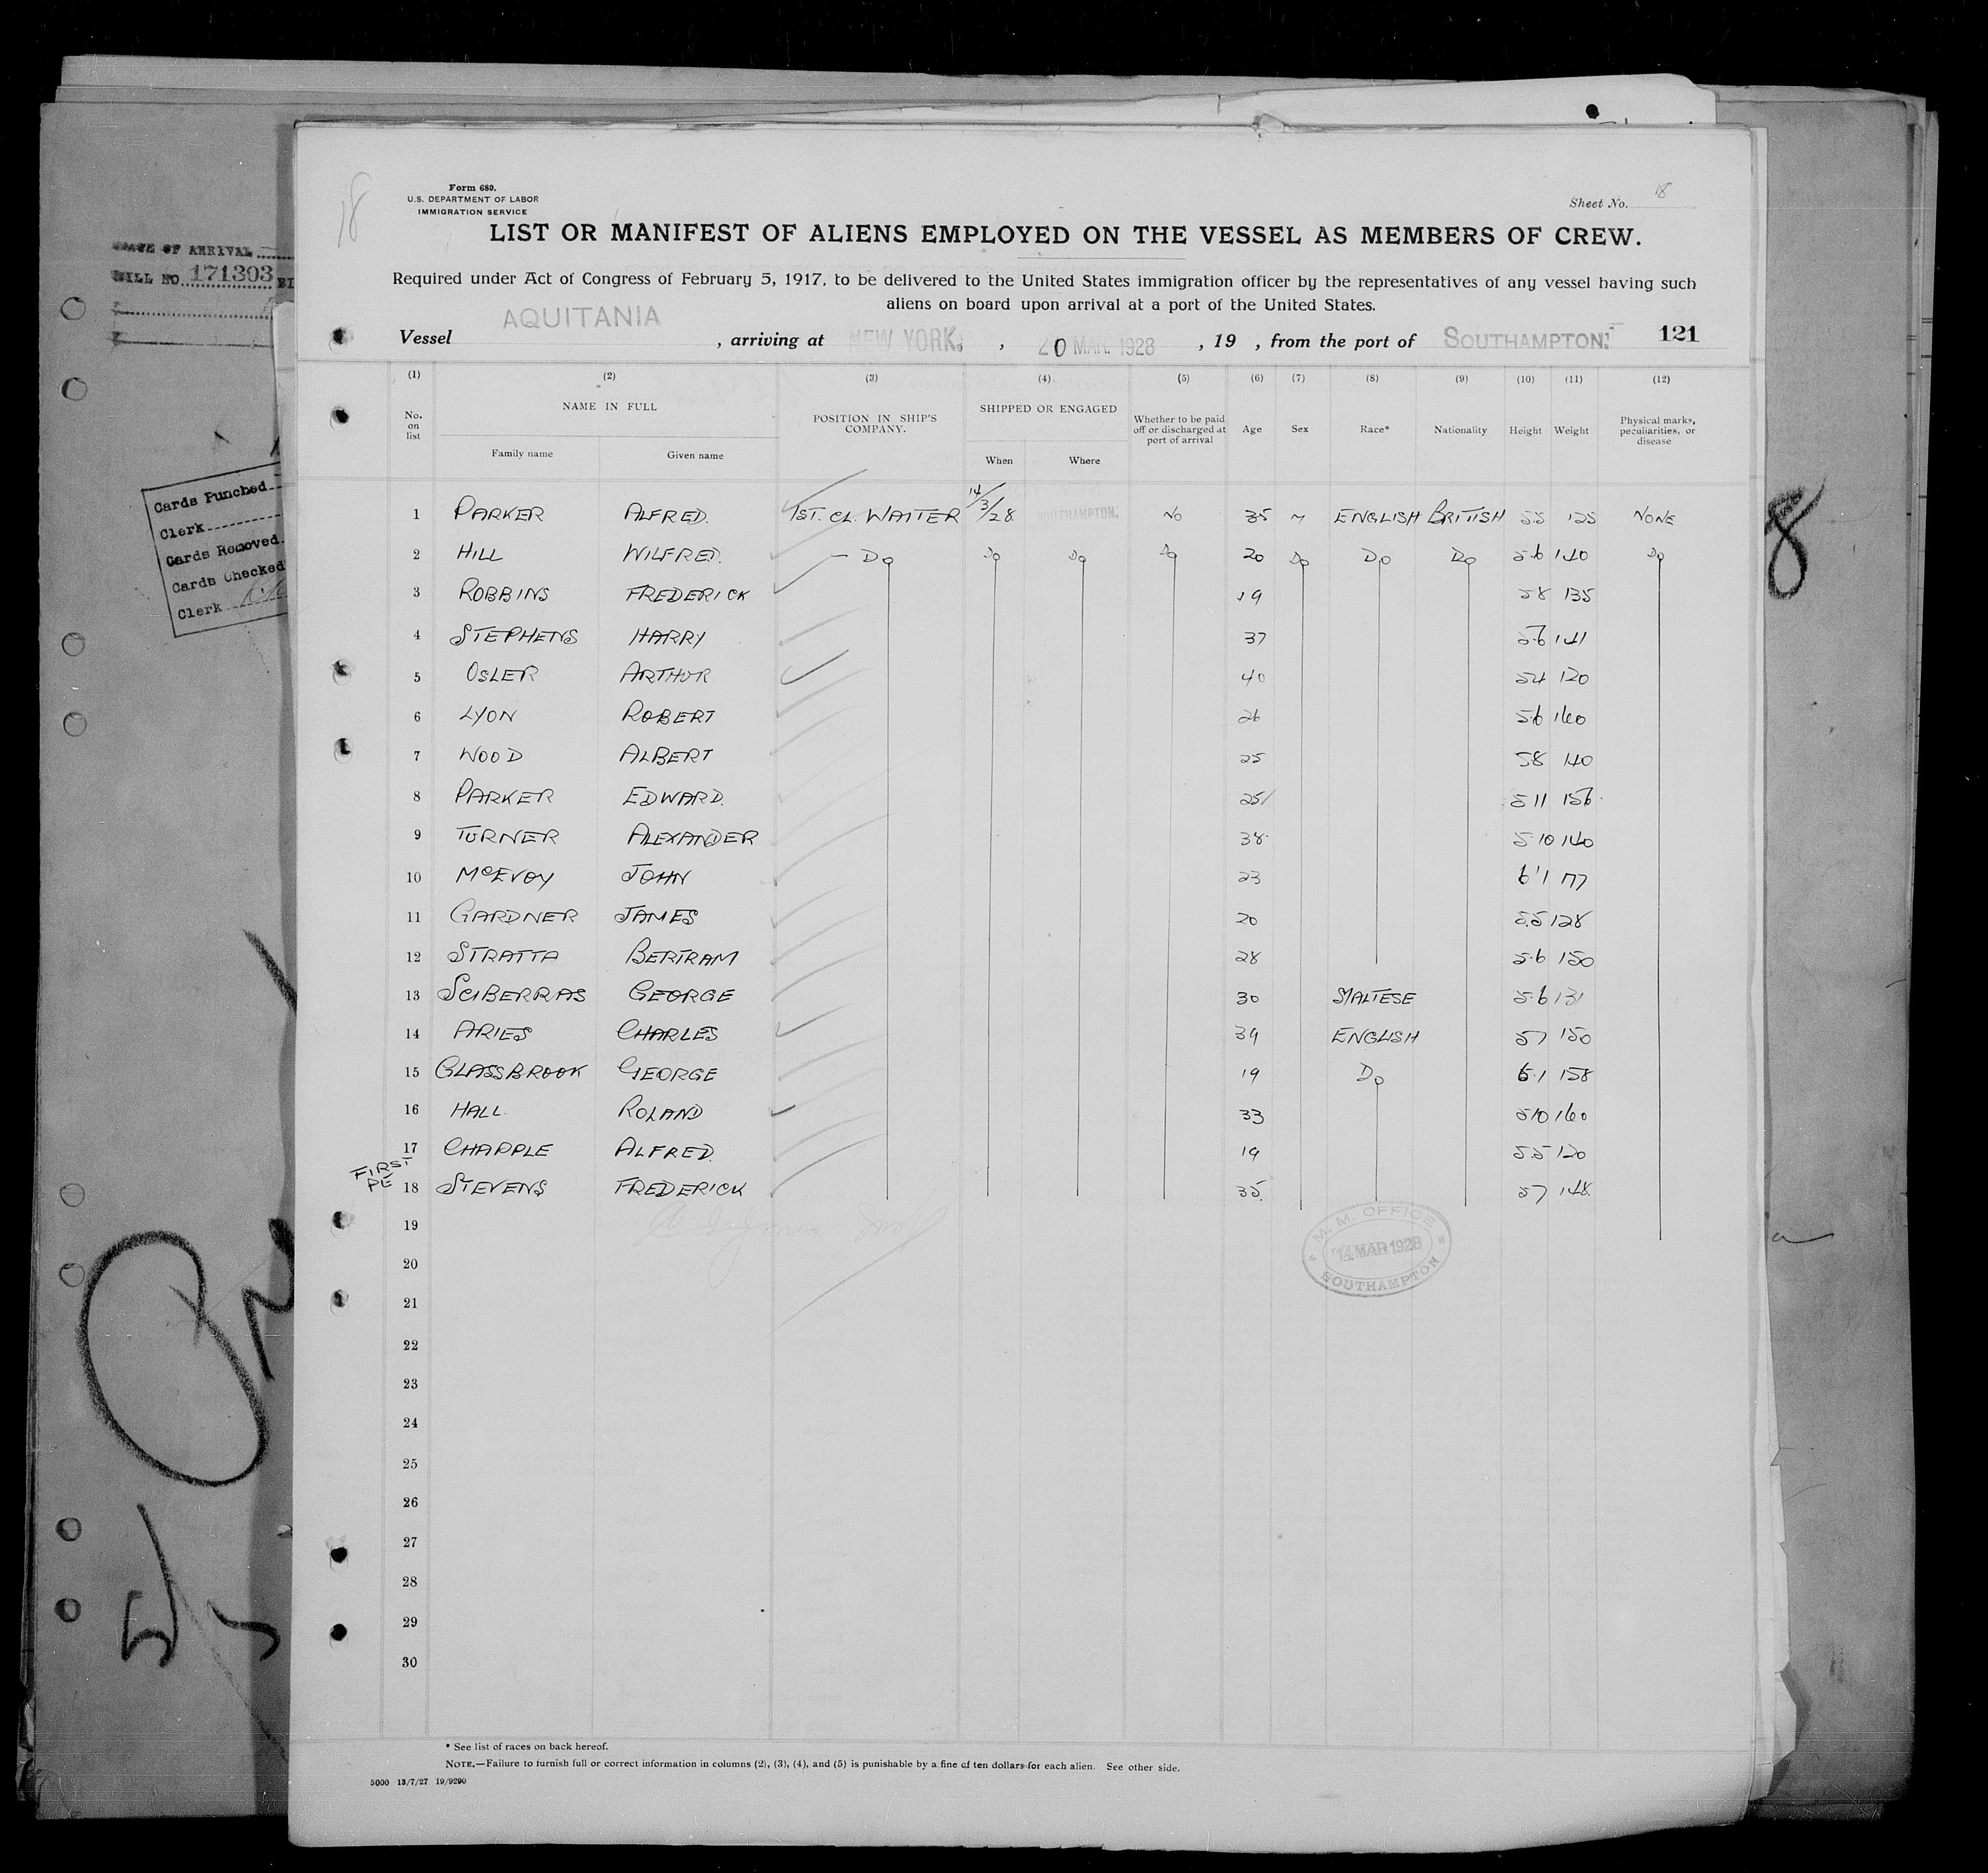 Form 680.
U.S. DEPARTMENT OF LABOR
IMMIGRATION SERVICE
18
Sheet No. 18
LIST OR MANIFEST OF ALIENS EMPLOYED ON THE VESSEL AS MEMBERS OF CREW.
Required under Act of Congress of February 5, 1917, to be delivered to the United States immigration officer by the representatives of any vessel having such
aliens on board upon arrival at a port of the United States.
Vessel AQUITANIA, arriving at NEW YORK, 20 MAR. 1928, 19 , from the port of SOUTHAMPTON. 121
(1) (2) (3) (4) (5) (6) (7) (8) (9) (10) (11) (12)
No. on list NAME IN FULL POSITION IN SHIP'S COMPANY. SHIPPED OR ENGAGED Whether to be paid off or discharged at port of arrival Age Sex Race* Nationality Height Weight Physical marks, peculiarities, or disease
Family name Given name When Where
1 PARKER ALFRED. 1ST. CL. WAITER 14/3/28 SOUTHAMPTON. NO 35 M ENGLISH BRITISH 5.5 125 NONE
2 HILL WILFRED. - Do Do Do Do 20 Do Do Do 5.6 140 Do
3 ROBBINS FREDERICK 19 5 8 135
4 STEPHENS HARRY 37 5.6 141
5 OSLER ARTHUR 40 5 4 120
6 LYON ROBERT 26 5.6 160
7 WOOD ALBERT 25 5 8 140
8 PARKER EDWARD. 25 5 11 156
9 TURNER ALEXANDER 38 5 10 140
10 McEVOY JOHN 23 6'1 177
11 GARDNER JAMES 20 5.5 128
12 STRATTA BERTRAM 28 5.6 150
13 SCIBERRAS GEORGE 30 MALTESE 5.6 131
14 ARIES CHARLES 39 ENGLISH 5 7 150
15 GLASSBROOK GEORGE 19 Do 6.1 158
16 HALL. ROLAND 33 5 10 160
17 CHAPPLE ALFRED. 19 5.5 120
FIRST
PE
18 STEVENS FREDERICK 35. 5 7 148.
19
20
21
22
23
24
25
26
27
28
29
30
M. M. OFFICE
14 MAR 1928
SOUTHAMPTON
* See list of races on back hereof.
NOTE.—Failure to furnish full or correct information in columns (2), (3), (4), and (5) is punishable by a fine of ten dollars for each alien. See other side.
5000 13/7/27 19/9290
OF ARRIVAL
BILL NO 171303
Cards Punched
Clerk
Cards Removed
Cards Checked
Clerk
8